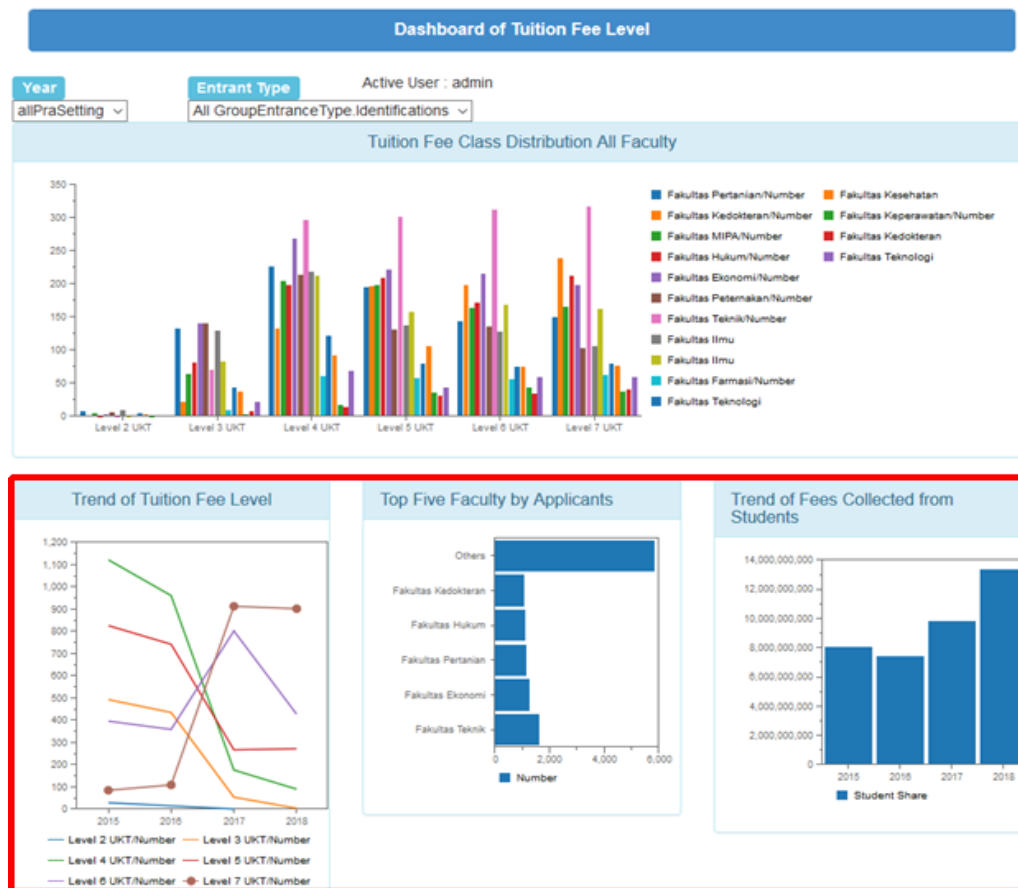 Dashboard of Tuition Fee Level
Year
Entrant Type
Active User : admin
allPraSetting
All GroupEntranceType.Identifications
Tuition Fee Class Distribution All Faculty
350
300
250
200
150
100
50
0
Level 2 UKT
Level 3 UKT
Level 4 UKT
Level 5 UKT
Level 6 UKT
Level 7 UKT
Fakultas Pertanian/Number
Fakultas Kedokteran/Number
Fakultas MIPA/Number
Fakultas Hukum/Number
Fakultas Ekonomi/Number
Fakultas Peternakan/Number
Fakultas Teknik/Number
Fakultas Ilmu
Fakultas Ilmu
Fakultas Farmasi/Number
Fakultas Teknologi
Fakultas Kesehatan
Fakultas Keperawatan/Number
Fakultas Kedokteran
Fakultas Teknologi
Trend of Tuition Fee Level
1,200
1,100
1,000
900
800
700
600
500
400
300
200
100
0
2015
2016
2017
2018
Level 2 UKT/Number
Level 3 UKT/Number
Level 4 UKT/Number
Level 5 UKT/Number
Level 6 UKT/Number
Level 7 UKT/Number
Top Five Faculty by Applicants
Others
Fakultas Kedokteran
Fakultas Hukum
Fakultas Pertanian
Fakultas Ekonomi
Fakultas Teknik
0
2,000
4,000
6,000
Number
Trend of Fees Collected from
Students
14,000,000,000
12,000,000,000
10,000,000,000
8,000,000,000
6,000,000,000
4,000,000,000
2,000,000,000
0
2015
2016
2017
2018
Student Share